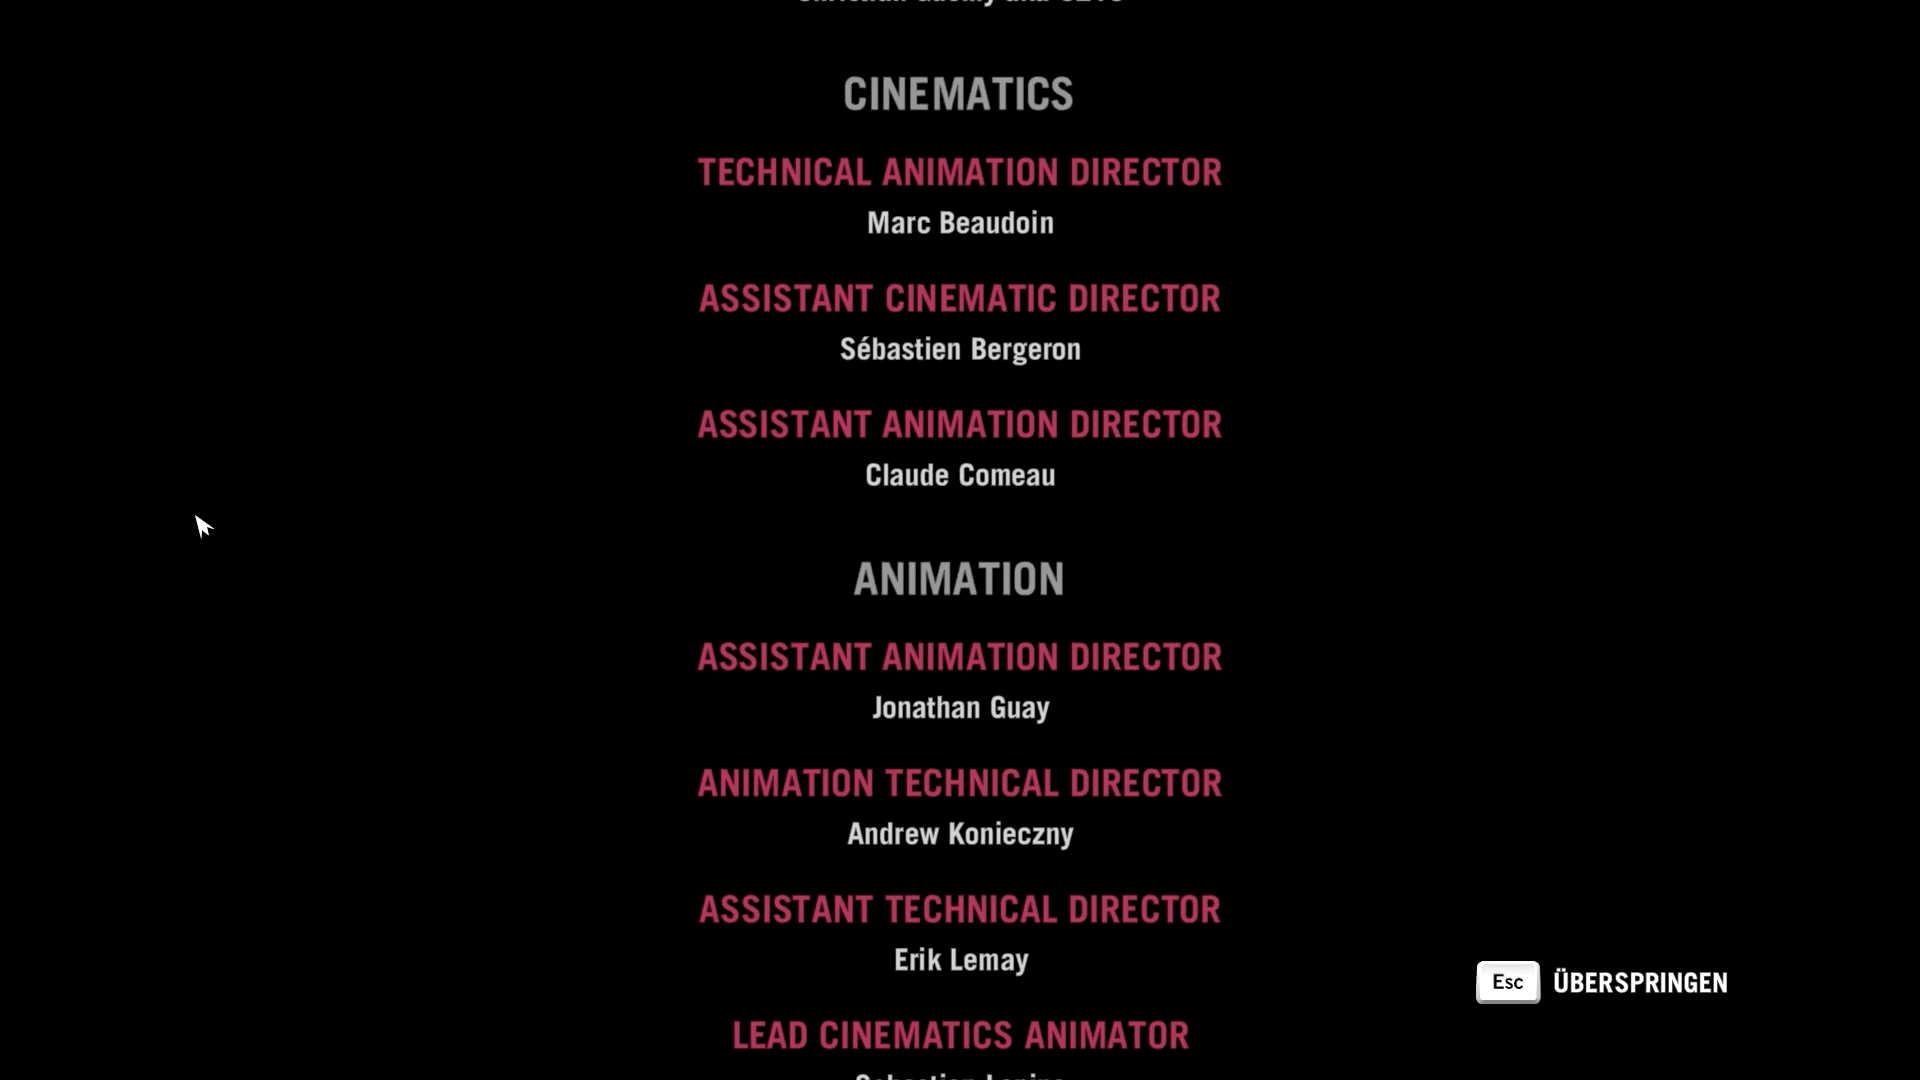 CINEMATICS
TECHNICAL ANIMATION DIRECTOR
Marc Beaudoin
ASSISTANT CINEMATIC DIRECTOR
Sébastien Bergeron
ASSISTANT ANIMATION DIRECTOR
Claude Comeau
ANIMATION
ASSISTANT ANIMATION DIRECTOR
Jonathan Guay
ANIMATION TECHNICAL DIRECTOR
Andrew Konieczny
ASSISTANT TECHNICAL DIRECTOR
Erik Lemay
Esc ÜBERSPRINGEN
LEAD CINEMATICS ANIMATOR